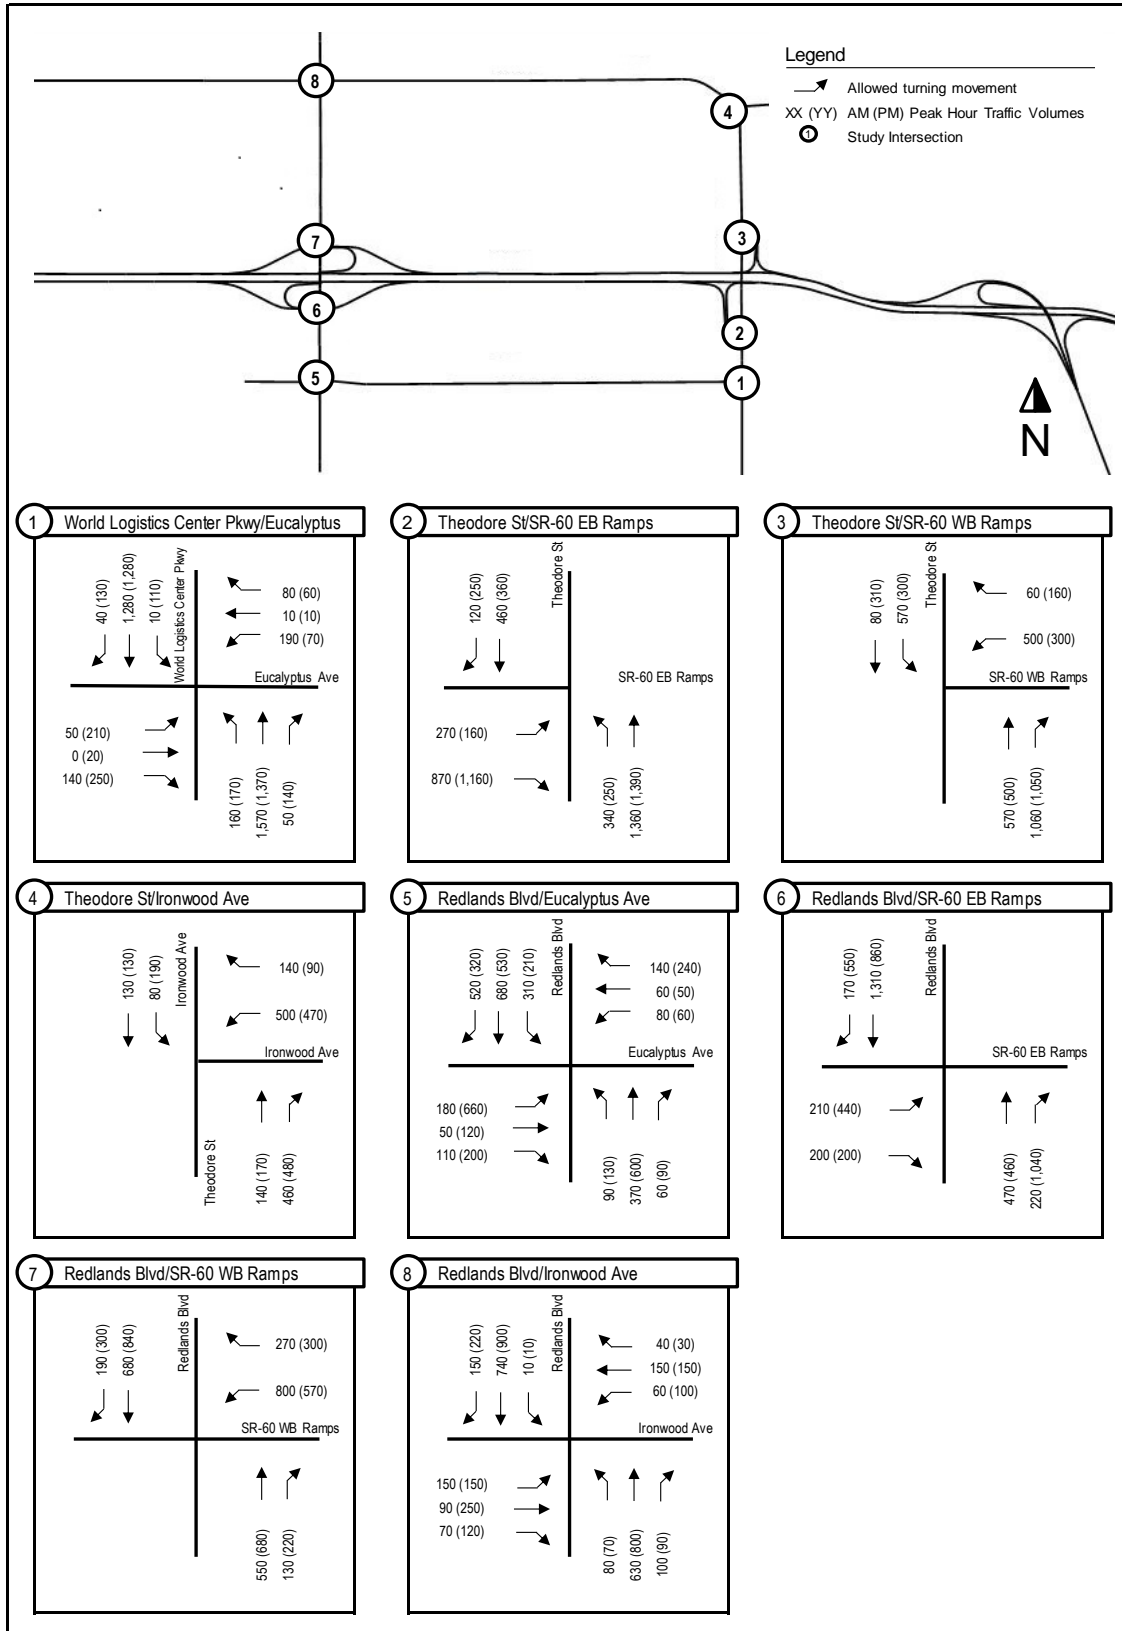 Legend
Allowed turning movement
XX (YY) AM (PM) Peak Hour Traffic Volumes
1 Study Intersection
8
4
7
3
6
2
5
1
N
1 World Logistics Center Pkwy/Eucalyptus
40 (130)
1,280 (1,280)
10 (110)
World Logistics Center Pkwy
80 (60)
10 (10)
190 (70)
Eucalyptus Ave
50 (210)
0 (20)
140 (250)
160 (170)
1,570 (1,370)
50 (140)
2 Theodore St/SR-60 EB Ramps
120 (250)
460 (360)
Theodore St
SR-60 EB Ramps
270 (160)
870 (1,160)
340 (250)
1,360 (1,390)
3 Theodore St/SR-60 WB Ramps
80 (310)
570 (300)
Theodore St
60 (160)
500 (300)
SR-60 WB Ramps
570 (500)
1,060 (1,050)
4 Theodore St/Ironwood Ave
130 (130)
80 (190)
Ironwood Ave
140 (90)
500 (470)
Ironwood Ave
Theodore St
140 (170)
460 (480)
5 Redlands Blvd/Eucalyptus Ave
520 (320)
680 (530)
310 (210)
Redlands Blvd
140 (240)
60 (50)
80 (60)
Eucalyptus Ave
180 (660)
50 (120)
110 (200)
90 (130)
370 (600)
60 (90)
6 Redlands Blvd/SR-60 EB Ramps
170 (550)
1,310 (860)
Redlands Blvd
SR-60 EB Ramps
210 (440)
200 (200)
470 (460)
220 (1,040)
7 Redlands Blvd/SR-60 WB Ramps
190 (300)
680 (840)
Redlands Blvd
270 (300)
800 (570)
SR-60 WB Ramps
550 (680)
130 (220)
8 Redlands Blvd/Ironwood Ave
150 (220)
740 (900)
10 (10)
Redlands Blvd
40 (30)
150 (150)
60 (100)
Ironwood Ave
150 (150)
90 (250)
70 (120)
80 (70)
630 (800)
100 (90)